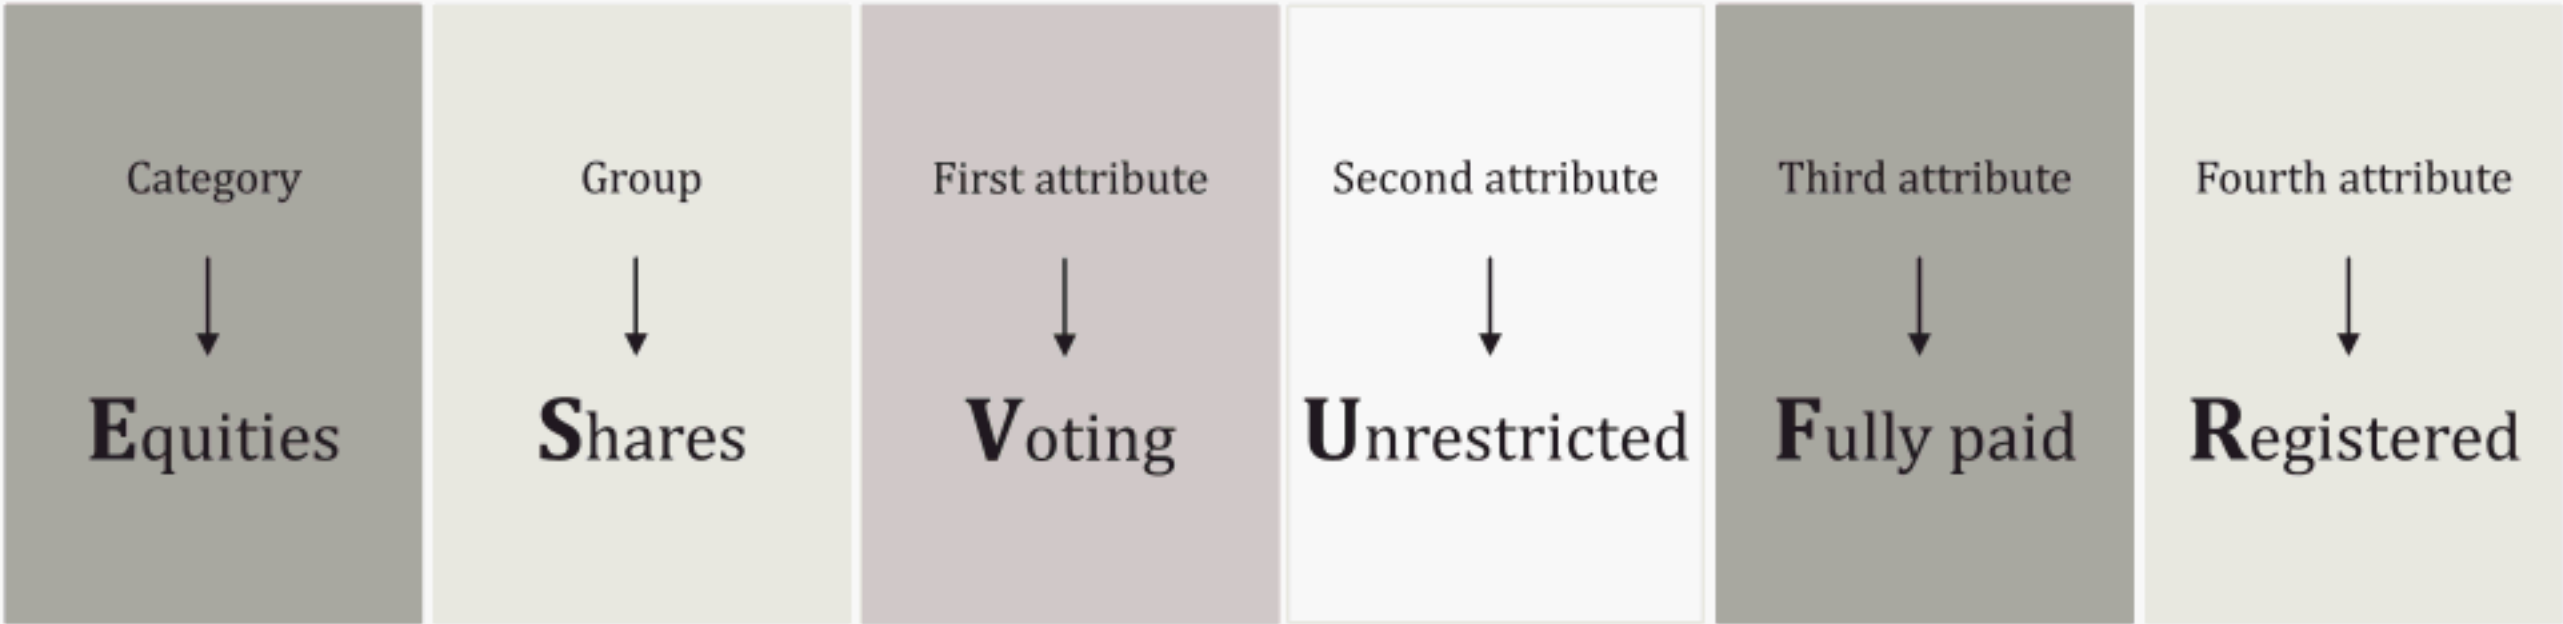 Category
Group
First attribute
Second attribute
Third attribute
Fourth attribute
Equities
Shares
Voting
Unrestricted
Fully paid
Registered